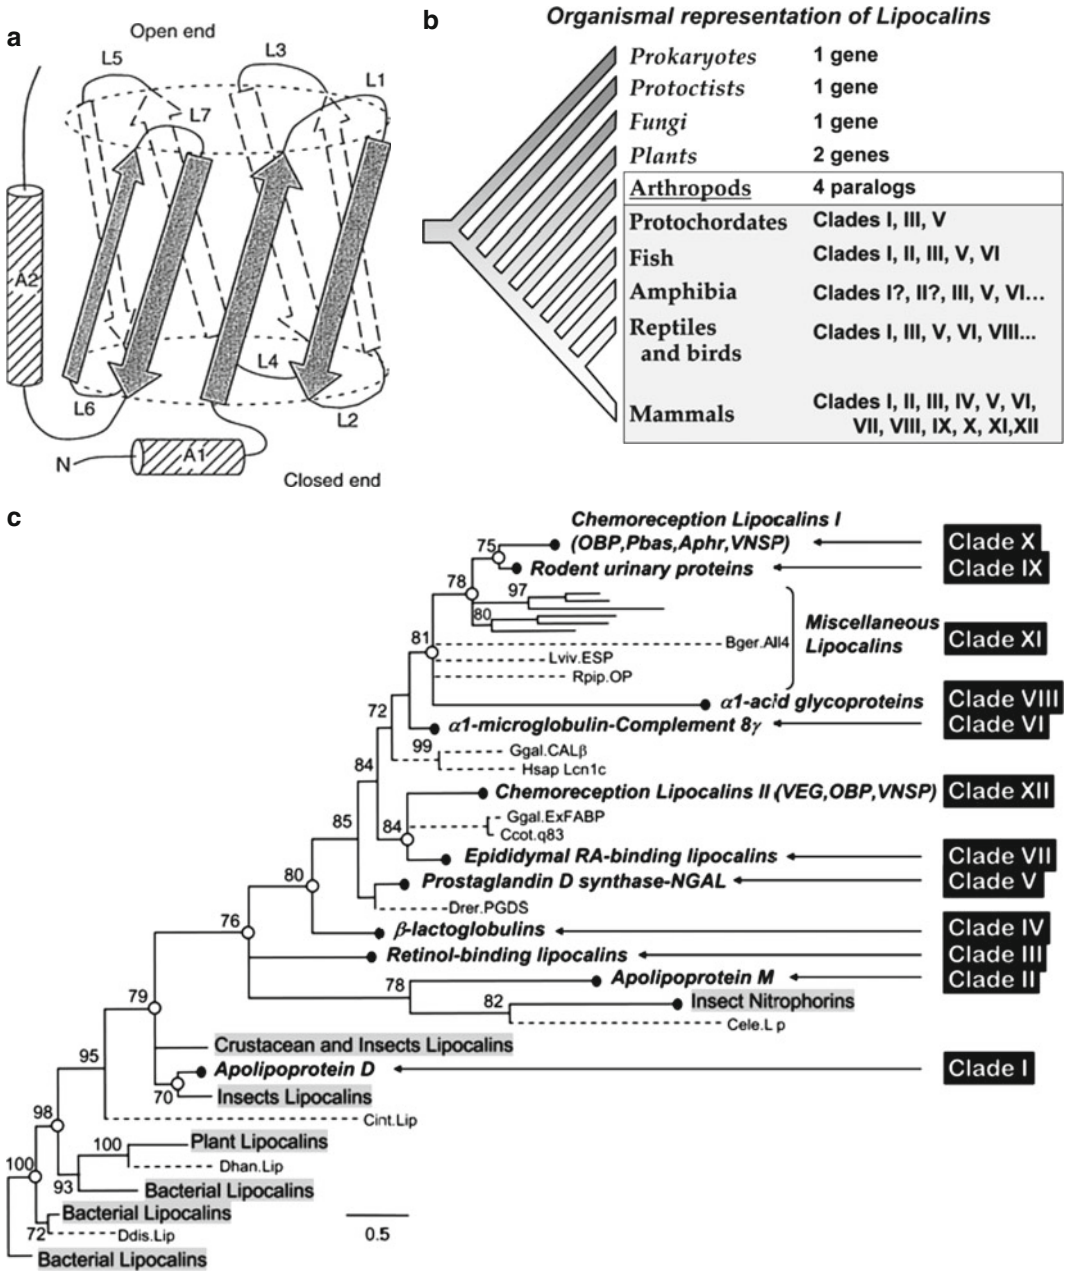 a
Open end
L5
L3
L1
L7
A2
L4
L6
L2
N
A1
Closed end
b
Organismal representation of Lipocalins
Prokaryotes 1 gene
Protoctists 1 gene
Fungi 1 gene
Plants 2 genes
Arthropods 4 paralogs
Protochordates Clades I, III, V
Fish Clades I, II, III, V, VI
Amphibia Clades I?, II?, III, V, VI...
Reptiles
and birds Clades I, III, V, VI, VIII...
Mammals Clades I, II, III, IV, V, VI,
VII, VIII, IX, X, XI,XII
c
Chemoreception Lipocalins I
75 (OBP,Pbas,Aphr,VNSP) Clade X
Rodent urinary proteins Clade IX
78
97
80
Miscellaneous
Lipocalins
Clade XI
81
Bger.All4
Lviv.ESP
Rpip.OP
α1-acid glycoproteins Clade VIII
72
α1-microglobulin-Complement 8γ Clade VI
99
Ggal.CALβ
Hsap Lcn1c
84
Chemoreception Lipocalins II (VEG,OBP,VNSP) Clade XII
Ggal.ExFABP
85
84
Ccot.q83
Epididymal RA-binding lipocalins Clade VII
80
Prostaglandin D synthase-NGAL Clade V
Drer.PGDS
76
β-lactoglobulins Clade IV
Retinol-binding lipocalins Clade III
78
Apolipoprotein M Clade II
79
82
Insect Nitrophorins
Cele.L p
Crustacean and Insects Lipocalins
95
Apolipoprotein D Clade I
70
Insects Lipocalins
98
Cint.Lip
100
Plant Lipocalins
100
Dhan.Lip
93
Bacterial Lipocalins
Bacterial Lipocalins
72
Ddis.Lip
0.5
Bacterial Lipocalins